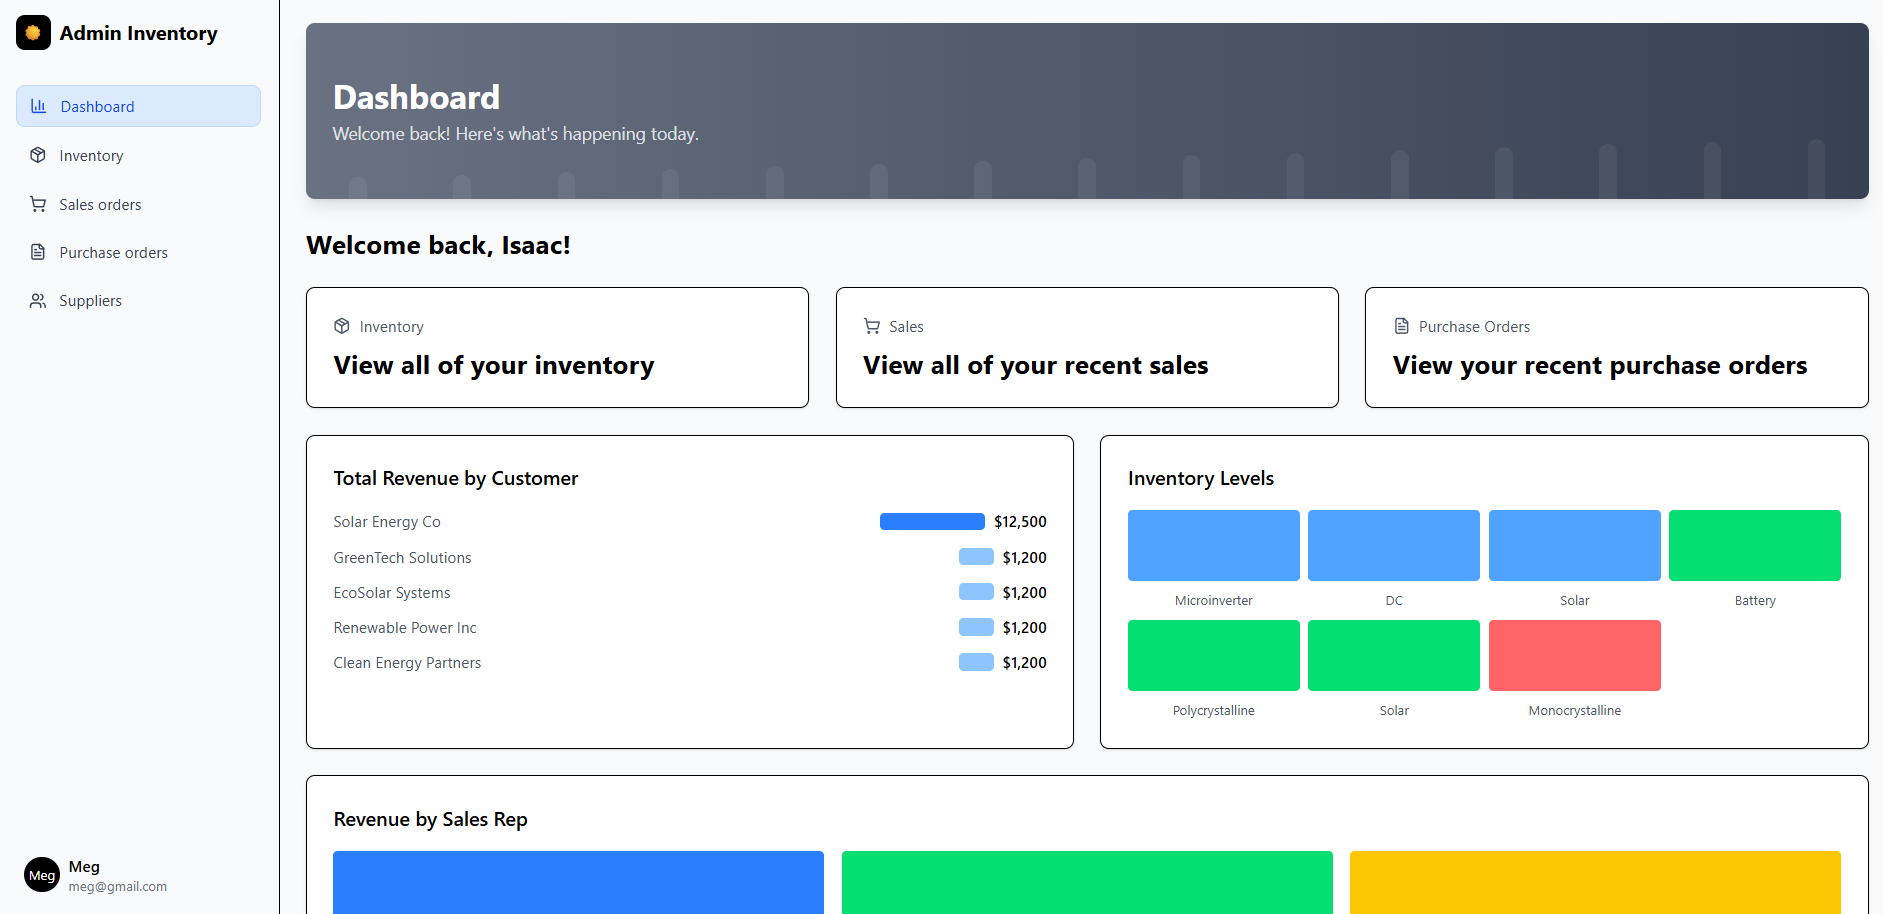 Admin Inventory
Dashboard
Inventory
Sales orders
Purchase orders
Suppliers
Meg
Meg
meg@gmail.com
Dashboard
Welcome back! Here's what's happening today.
Welcome back, Isaac!
Inventory
View all of your inventory
Sales
View all of your recent sales
Purchase Orders
View your recent purchase orders
Total Revenue by Customer
Solar Energy Co $12,500
GreenTech Solutions $1,200
EcoSolar Systems $1,200
Renewable Power Inc $1,200
Clean Energy Partners $1,200
Inventory Levels
Microinverter DC Solar Battery
Polycrystalline Solar Monocrystalline
Revenue by Sales Rep